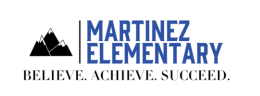 MARTINEZ
ELEMENTARY
BELIEVE. ACHIEVE. SUCCEED.